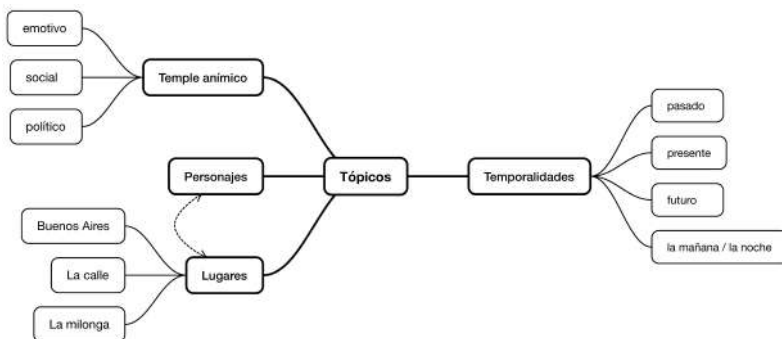 emotivo
social
político
Temple anímico
Personajes
Buenos Aires
La calle
La milonga
Lugares
Tópicos
Temporalidades
pasado
presente
futuro
la mañana / la noche